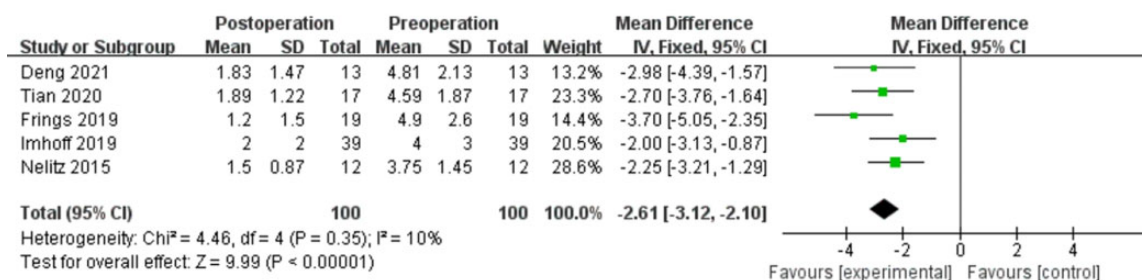 Postoperation Preoperation Mean Difference Mean Difference
Study or Subgroup Mean SD Total Mean SD Total Weight IV, Fixed, 95% CI IV, Fixed, 95% CI
Deng 2021 1.83 1.47 13 4.81 2.13 13 13.2% -2.98 [-4.39, -1.57]
Tian 2020 1.89 1.22 17 4.59 1.87 17 23.3% -2.70 [-3.76, -1.64]
Frings 2019 1.2 1.5 19 4.9 2.6 19 14.4% -3.70 [-5.05, -2.35]
Imhoff 2019 2 2 39 4 3 39 20.5% -2.00 [-3.13, -0.87]
Nelitz 2015 1.5 0.87 12 3.75 1.45 12 28.6% -2.25 [-3.21, -1.29]
Total (95% CI) 100 100 100.0% -2.61 [-3.12, -2.10]
Heterogeneity: Chi² = 4.46, df = 4 (P = 0.35); I² = 10%
Test for overall effect: Z = 9.99 (P < 0.00001)
-4 -2 0 2 4
Favours [experimental] Favours [control]